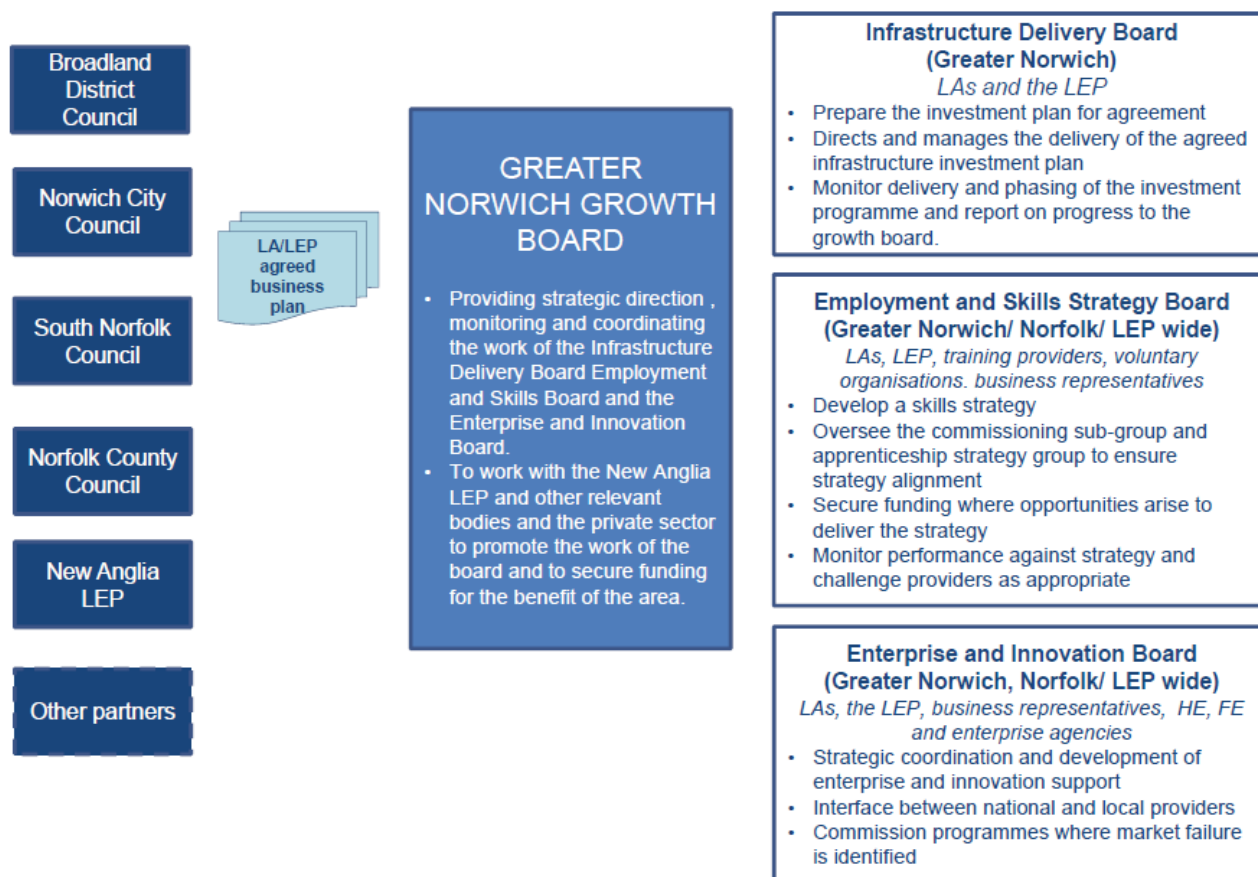 Broadland
District
Council
Norwich City
Council
South Norfolk
Council
Norfolk County
Council
New Anglia
LEP
Other partners
LA/LEP
agreed
business
plan
GREATER
NORWICH GROWTH
BOARD
• Providing strategic direction ,
monitoring and coordinating
the work of the Infrastructure
Delivery Board Employment
and Skills Board and the
Enterprise and Innovation
Board.
• To work with the New Anglia
LEP and other relevant
bodies and the private sector
to promote the work of the
board and to secure funding
for the benefit of the area.
Infrastructure Delivery Board
(Greater Norwich)
LAs and the LEP
• Prepare the investment plan for agreement
• Directs and manages the delivery of the agreed
infrastructure investment plan
• Monitor delivery and phasing of the investment
programme and report on progress to the
growth board.
Employment and Skills Strategy Board
(Greater Norwich/ Norfolk/ LEP wide)
LAs, LEP, training providers, voluntary
organisations. business representatives
• Develop a skills strategy
• Oversee the commissioning sub-group and
apprenticeship strategy group to ensure
strategy alignment
• Secure funding where opportunities arise to
deliver the strategy
• Monitor performance against strategy and
challenge providers as appropriate
Enterprise and Innovation Board
(Greater Norwich, Norfolk/ LEP wide)
LAs, the LEP, business representatives, HE, FE
and enterprise agencies
• Strategic coordination and development of
enterprise and innovation support
• Interface between national and local providers
• Commission programmes where market failure
is identified